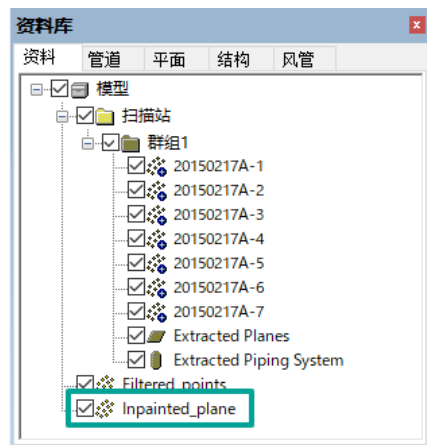 资料库
资料 管道 平面 结构 风管
模型
扫描站
群组1
20150217A-1
20150217A-2
20150217A-3
20150217A-4
20150217A-5
20150217A-6
20150217A-7
Extracted Planes
Extracted Piping System
Filtered_points
Inpainted_plane